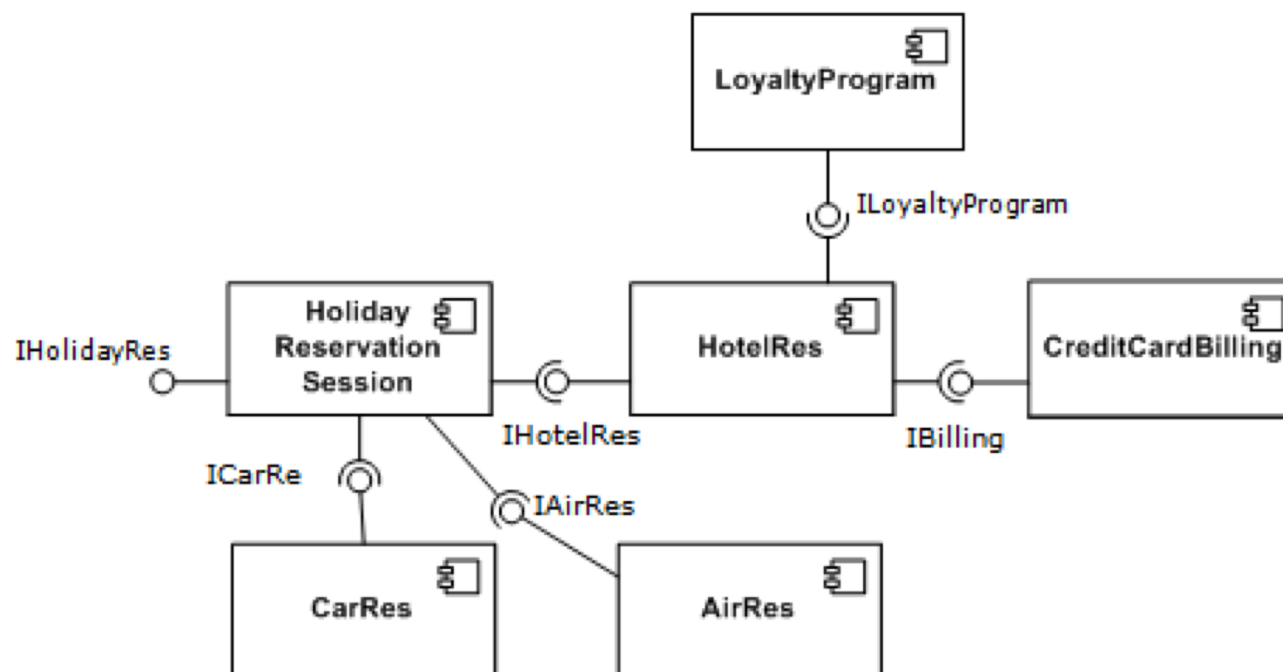 LoyaltyProgram
ILoyaltyProgram
Holiday
Reservation
Session
HotelRes
CreditCardBilling
IHolidayRes
IHotelRes
IBilling
ICarRe
IAirRes
CarRes
AirRes